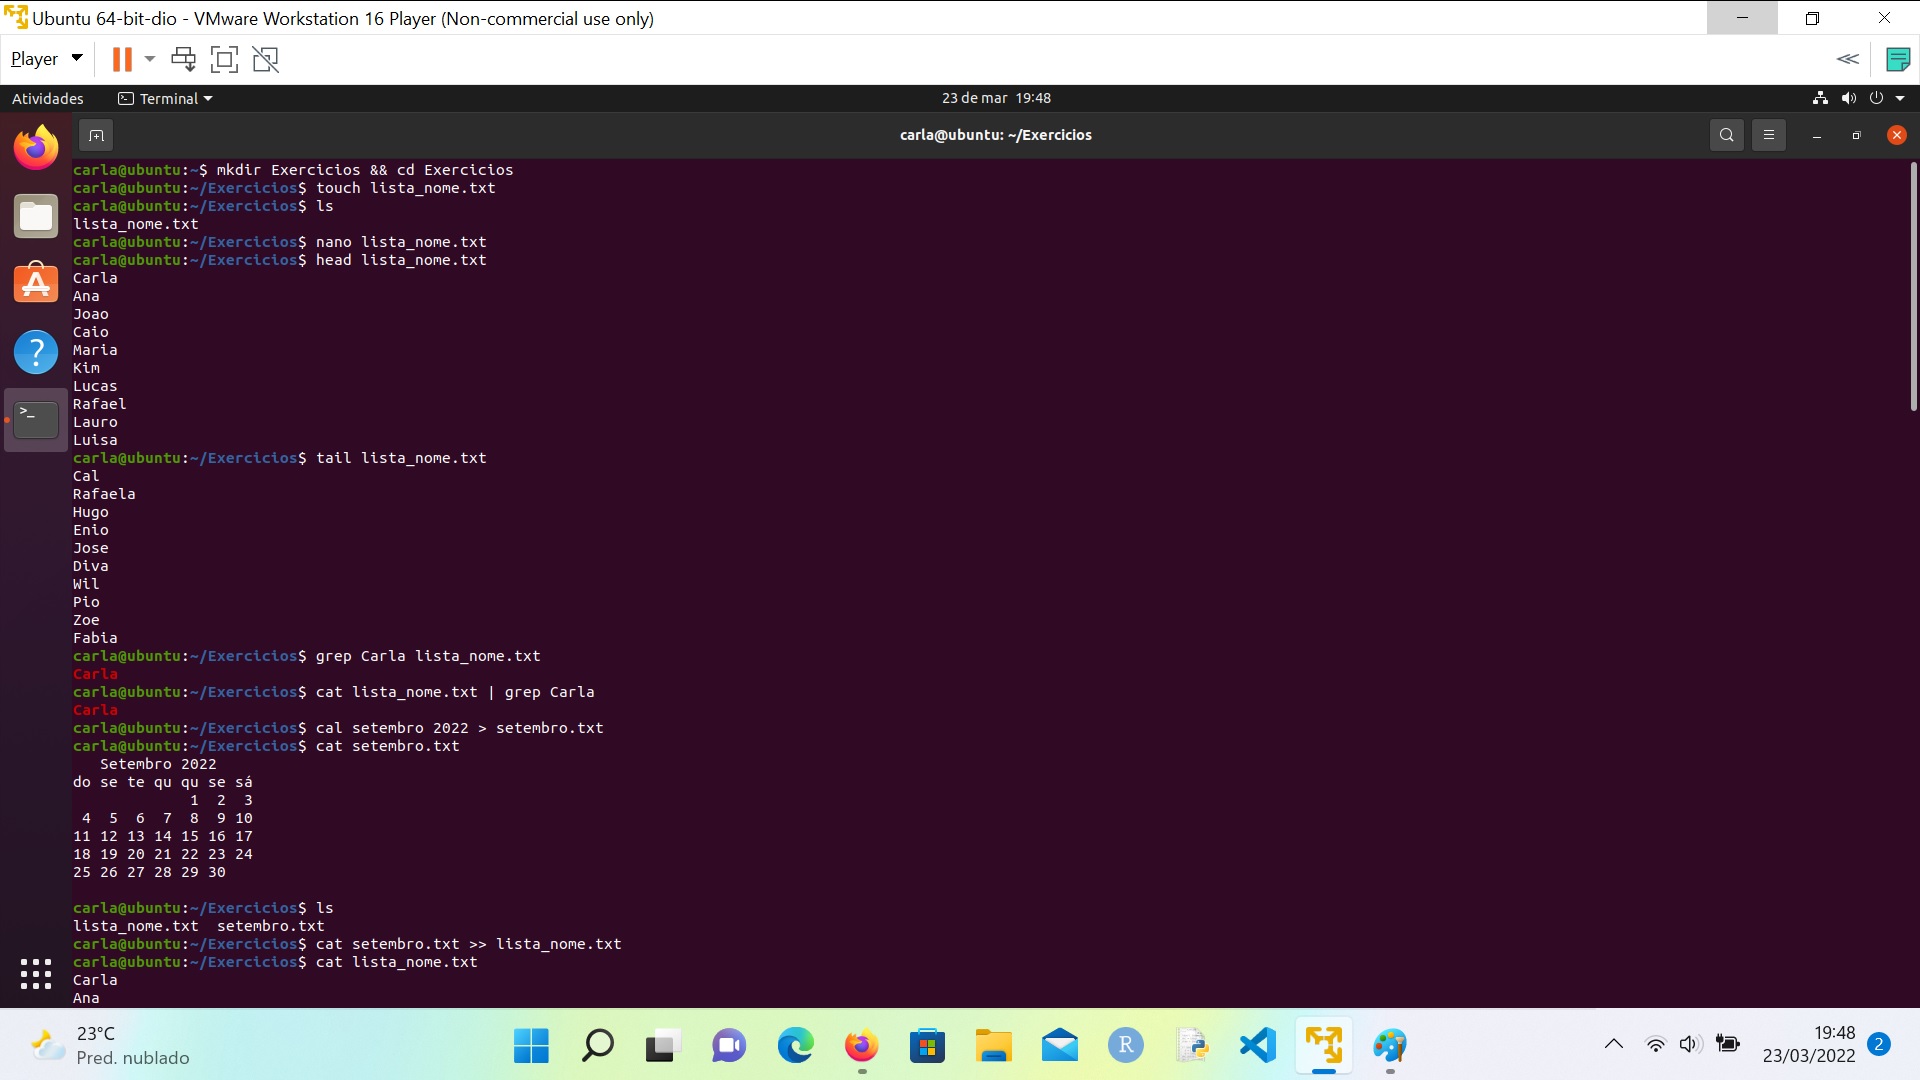 Ubuntu 64-bit-dio - VMware Workstation 16 Player (Non-commercial use only)
Player
Atividades Terminal 23 de mar 19:48
carla@ubuntu: ~/Exercicios
carla@ubuntu:~$ mkdir Exercicios && cd Exercicios
carla@ubuntu:~/Exercicios$ touch lista_nome.txt
carla@ubuntu:~/Exercicios$ ls
lista_nome.txt
carla@ubuntu:~/Exercicios$ nano lista_nome.txt
carla@ubuntu:~/Exercicios$ head lista_nome.txt
Carla
Ana
Joao
Caio
Maria
Kim
Lucas
Rafael
Lauro
Luisa
carla@ubuntu:~/Exercicios$ tail lista_nome.txt
Cal
Rafaela
Hugo
Enio
Jose
Diva
Wil
Pio
Zoe
Fabia
carla@ubuntu:~/Exercicios$ grep Carla lista_nome.txt
Carla
carla@ubuntu:~/Exercicios$ cat lista_nome.txt | grep Carla
Carla
carla@ubuntu:~/Exercicios$ cal setembro 2022 > setembro.txt
carla@ubuntu:~/Exercicios$ cat setembro.txt
   Setembro 2022
do se te qu qu se sá
             1  2  3
 4  5  6  7  8  9 10
11 12 13 14 15 16 17
18 19 20 21 22 23 24
25 26 27 28 29 30
carla@ubuntu:~/Exercicios$ ls
lista_nome.txt  setembro.txt
carla@ubuntu:~/Exercicios$ cat setembro.txt >> lista_nome.txt
carla@ubuntu:~/Exercicios$ cat lista_nome.txt
Carla
Ana
23°C
Pred. nublado
R
19:48
23/03/2022
2